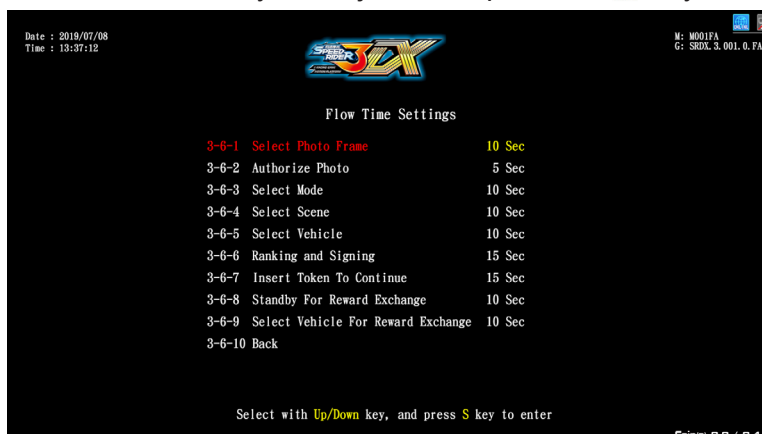 Date : 2019/07/08
Time : 13:37:12
SPEED RIDER 3 DX
M: M001FA
G: SRDX.3.001.0.FA
Flow Time Settings
3-6-1 Select Photo Frame 10 Sec
3-6-2 Authorize Photo 5 Sec
3-6-3 Select Mode 10 Sec
3-6-4 Select Scene 10 Sec
3-6-5 Select Vehicle 10 Sec
3-6-6 Ranking and Signing 15 Sec
3-6-7 Insert Token To Continue 15 Sec
3-6-8 Standby For Reward Exchange 10 Sec
3-6-9 Select Vehicle For Reward Exchange 10 Sec
3-6-10 Back
Select with Up/Down key, and press S key to enter